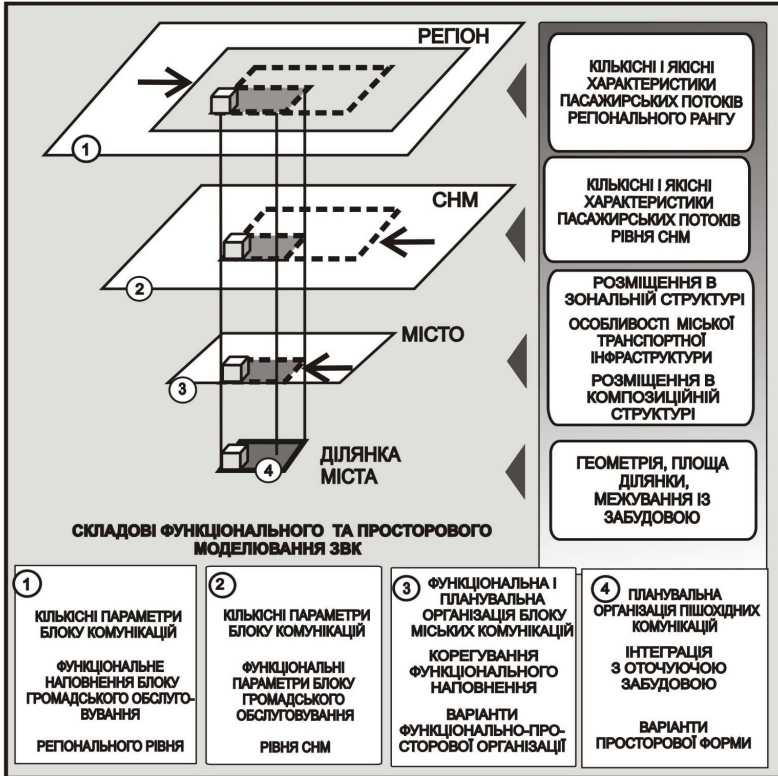 РЕГІОН
1
КІЛЬКІСНІ І ЯКІСНІ
ХАРАКТЕРИСТИКИ
ПАСАЖИРСЬКИХ ПОТОКІВ
РЕГІОНАЛЬНОГО РАНГУ
СНМ
2
КІЛЬКІСНІ І ЯКІСНІ
ХАРАКТЕРИСТИКИ
ПАСАЖИРСЬКИХ ПОТОКІВ
РІВНЯ СНМ
МІСТО
3
РОЗМІЩЕННЯ В
ЗОНАЛЬНІЙ СТРУКТУРІ
ОСОБЛИВОСТІ МІСЬКОЇ
ТРАНСПОРТНОЇ
ІНФРАСТРУКТУРИ
РОЗМІЩЕННЯ В
КОМПОЗИЦІЙНІЙ
СТРУКТУРІ
4
ДІЛЯНКА
МІСТА
ГЕОМЕТРІЯ, ПЛОЩА
ДІЛЯНКИ,
МЕЖУВАННЯ ІЗ
ЗАБУДОВОЮ
СКЛАДОВІ ФУНКЦІОНАЛЬНОГО ТА ПРОСТОРОВОГО
МОДЕЛЮВАННЯ ЗВК
1
КІЛЬКІСНІ ПАРАМЕТРИ
БЛОКУ КОМУНІКАЦІЙ
ФУНКЦІОНАЛЬНЕ
НАПОВНЕННЯ БЛОКУ
ГРОМАДСЬКОГО ОБСЛУГО-
ВУВАННЯ
РЕГІОНАЛЬНОГО РІВНЯ
2
КІЛЬКІСНІ ПАРАМЕТРИ
БЛОКУ КОМУНІКАЦІЙ
ФУНКЦІОНАЛЬНІ
ПАРАМЕТРИ БЛОКУ
ГРОМАДСЬКОГО
ОБСЛУГОВУВАННЯ
РІВНЯ СНМ
3
ФУНКЦІОНАЛЬНА І
ПЛАНУВАЛЬНА
ОРГАНІЗАЦІЯ БЛОКУ
МІСЬКИХ КОМУНІКАЦІЙ
КОРЕГУВАННЯ
ФУНКЦІОНАЛЬНОГО
НАПОВНЕННЯ
ВАРІАНТИ
ФУНКЦІОНАЛЬНО-ПРО-
СТОРОВОЇ ОРГАНІЗАЦІЇ
4
ПЛАНУВАЛЬНА
ОРГАНІЗАЦІЯ ПІШОХІДНИХ
КОМУНІКАЦІЙ
ІНТЕГРАЦІЯ
З ОТОЧУЮЧОЮ
ЗАБУДОВОЮ
ВАРІАНТИ
ПРОСТОРОВОЇ ФОРМИ